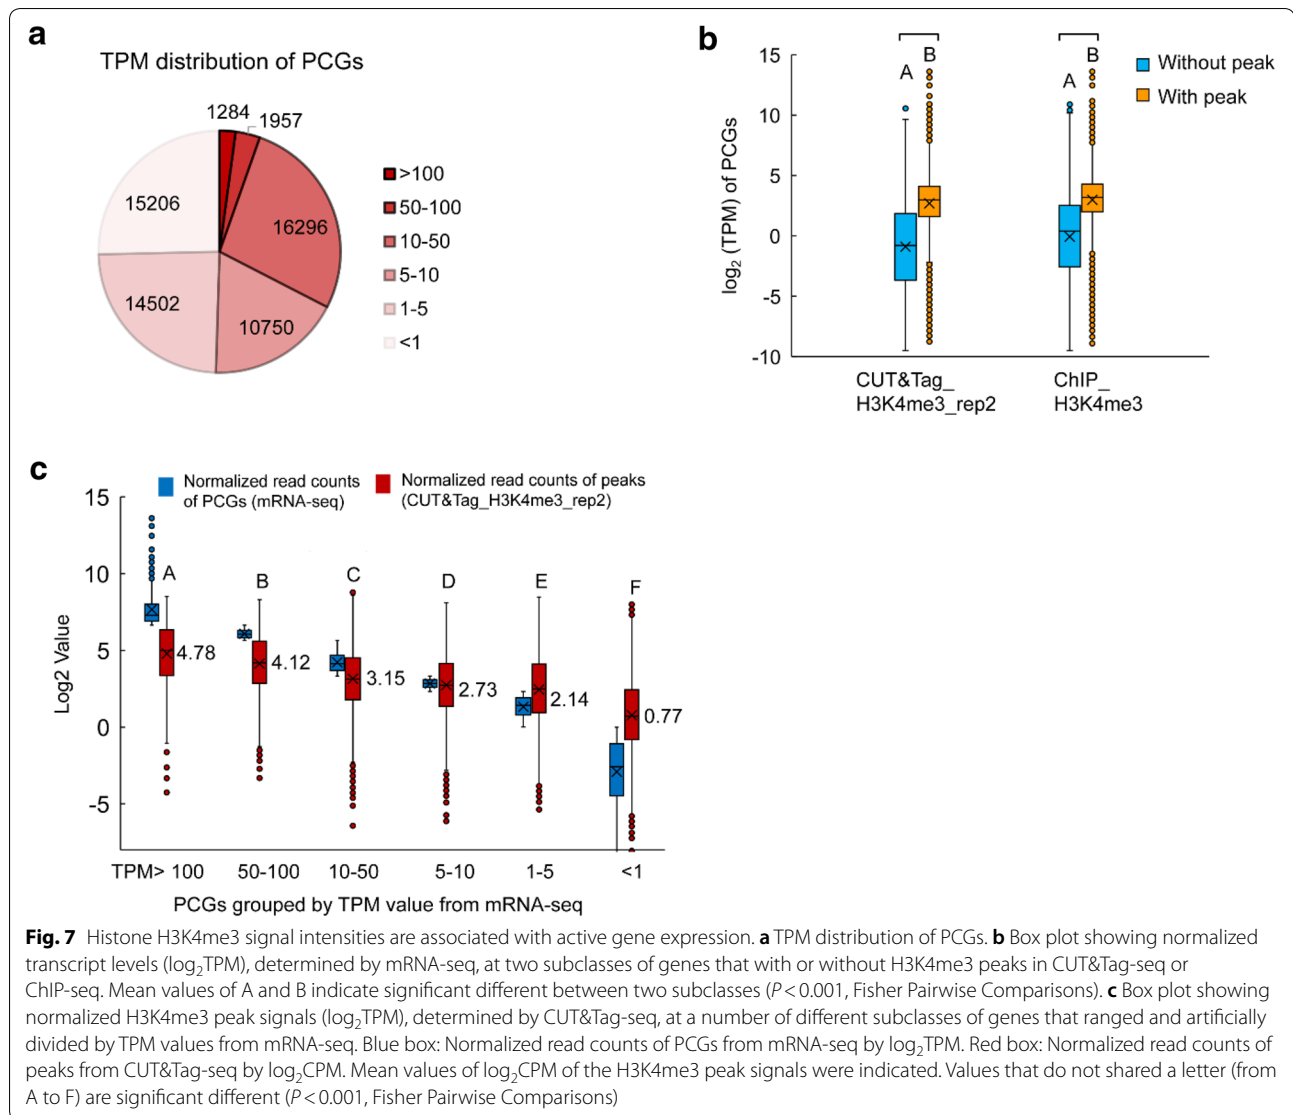 a
TPM distribution of PCGs
1284
1957
15206
16296
14502
10750
>100
50-100
10-50
5-10
1-5
<1
b
15
10
5
0
-5
-10
log2 (TPM) of PCGs
A
B
A
B
Without peak
With peak
CUT&Tag_
H3K4me3_rep2
ChIP_
H3K4me3
c
Normalized read counts
of PCGs (mRNA-seq)
Normalized read counts of peaks
(CUT&Tag_H3K4me3_rep2)
15
10
5
0
-5
Log2 Value
A
B
C
D
E
F
4.78
4.12
3.15
2.73
2.14
0.77
TPM> 100
50-100
10-50
5-10
1-5
<1
PCGs grouped by TPM value from mRNA-seq
Fig. 7 Histone H3K4me3 signal intensities are associated with active gene expression. a TPM distribution of PCGs. b Box plot showing normalized
transcript levels (log2TPM), determined by mRNA-seq, at two subclasses of genes that with or without H3K4me3 peaks in CUT&Tag-seq or
ChIP-seq. Mean values of A and B indicate significant different between two subclasses (P < 0.001, Fisher Pairwise Comparisons). c Box plot showing
normalized H3K4me3 peak signals (log2TPM), determined by CUT&Tag-seq, at a number of different subclasses of genes that ranged and artificially
divided by TPM values from mRNA-seq. Blue box: Normalized read counts of PCGs from mRNA-seq by log2TPM. Red box: Normalized read counts of
peaks from CUT&Tag-seq by log2CPM. Mean values of log2CPM of the H3K4me3 peak signals were indicated. Values that do not shared a letter (from
A to F) are significant different (P < 0.001, Fisher Pairwise Comparisons)